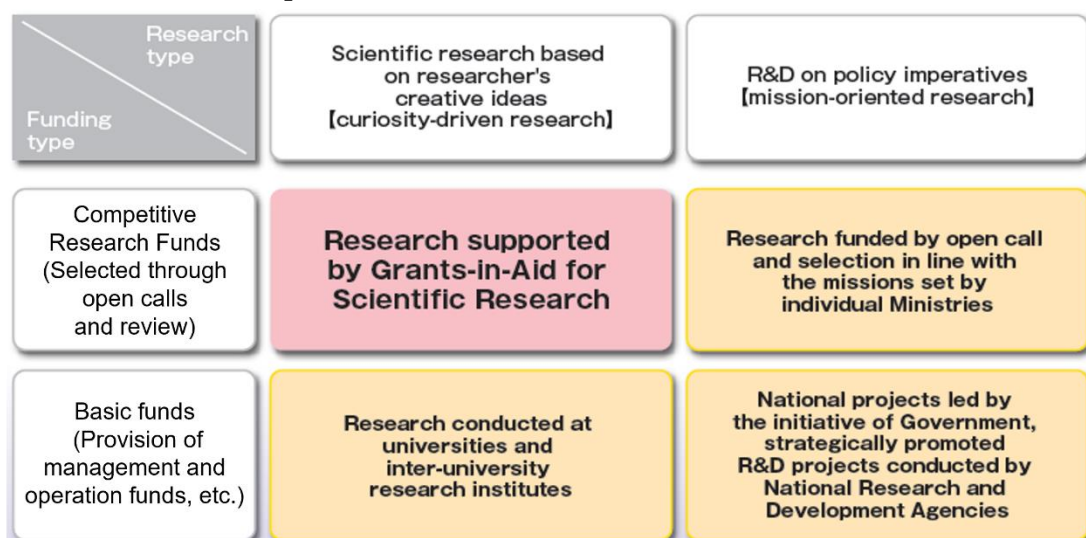 Research
type
Funding
type
Scientific research based
on researcher's
creative ideas
【curiosity-driven research】
R&D on policy imperatives
【mission-oriented research】
Competitive
Research Funds
(Selected through
open calls
and review)
Research supported
by Grants-in-Aid for
Scientific Research
Research funded by open call
and selection in line with
the missions set by
individual Ministries
Basic funds
(Provision of
management and
operation funds, etc.)
Research conducted at
universities and
inter-university
research institutes
National projects led by
the initiative of Government,
strategically promoted
R&D projects conducted by
National Research and
Development Agencies